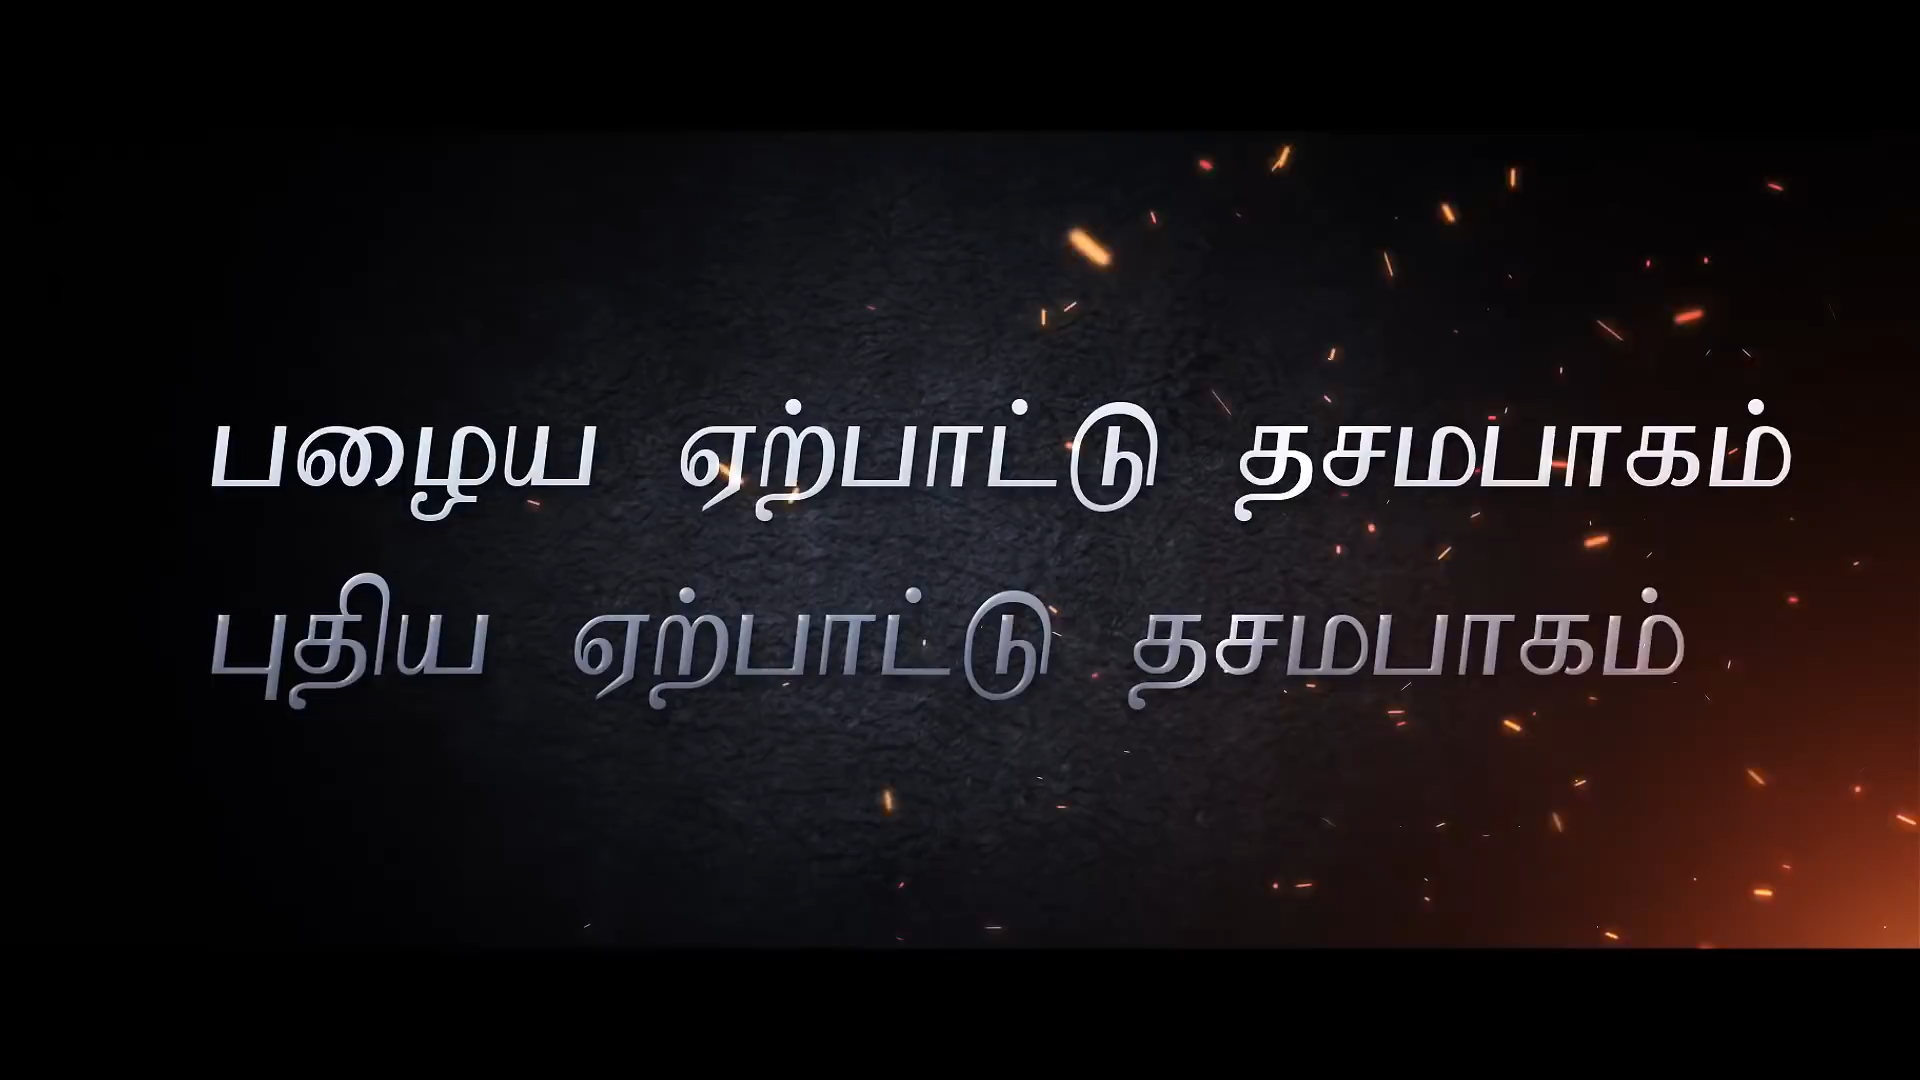 பழைய ஏற்பாட்டு தசமபாகம்
புதிய ஏற்பாட்டு தசமபாகம்